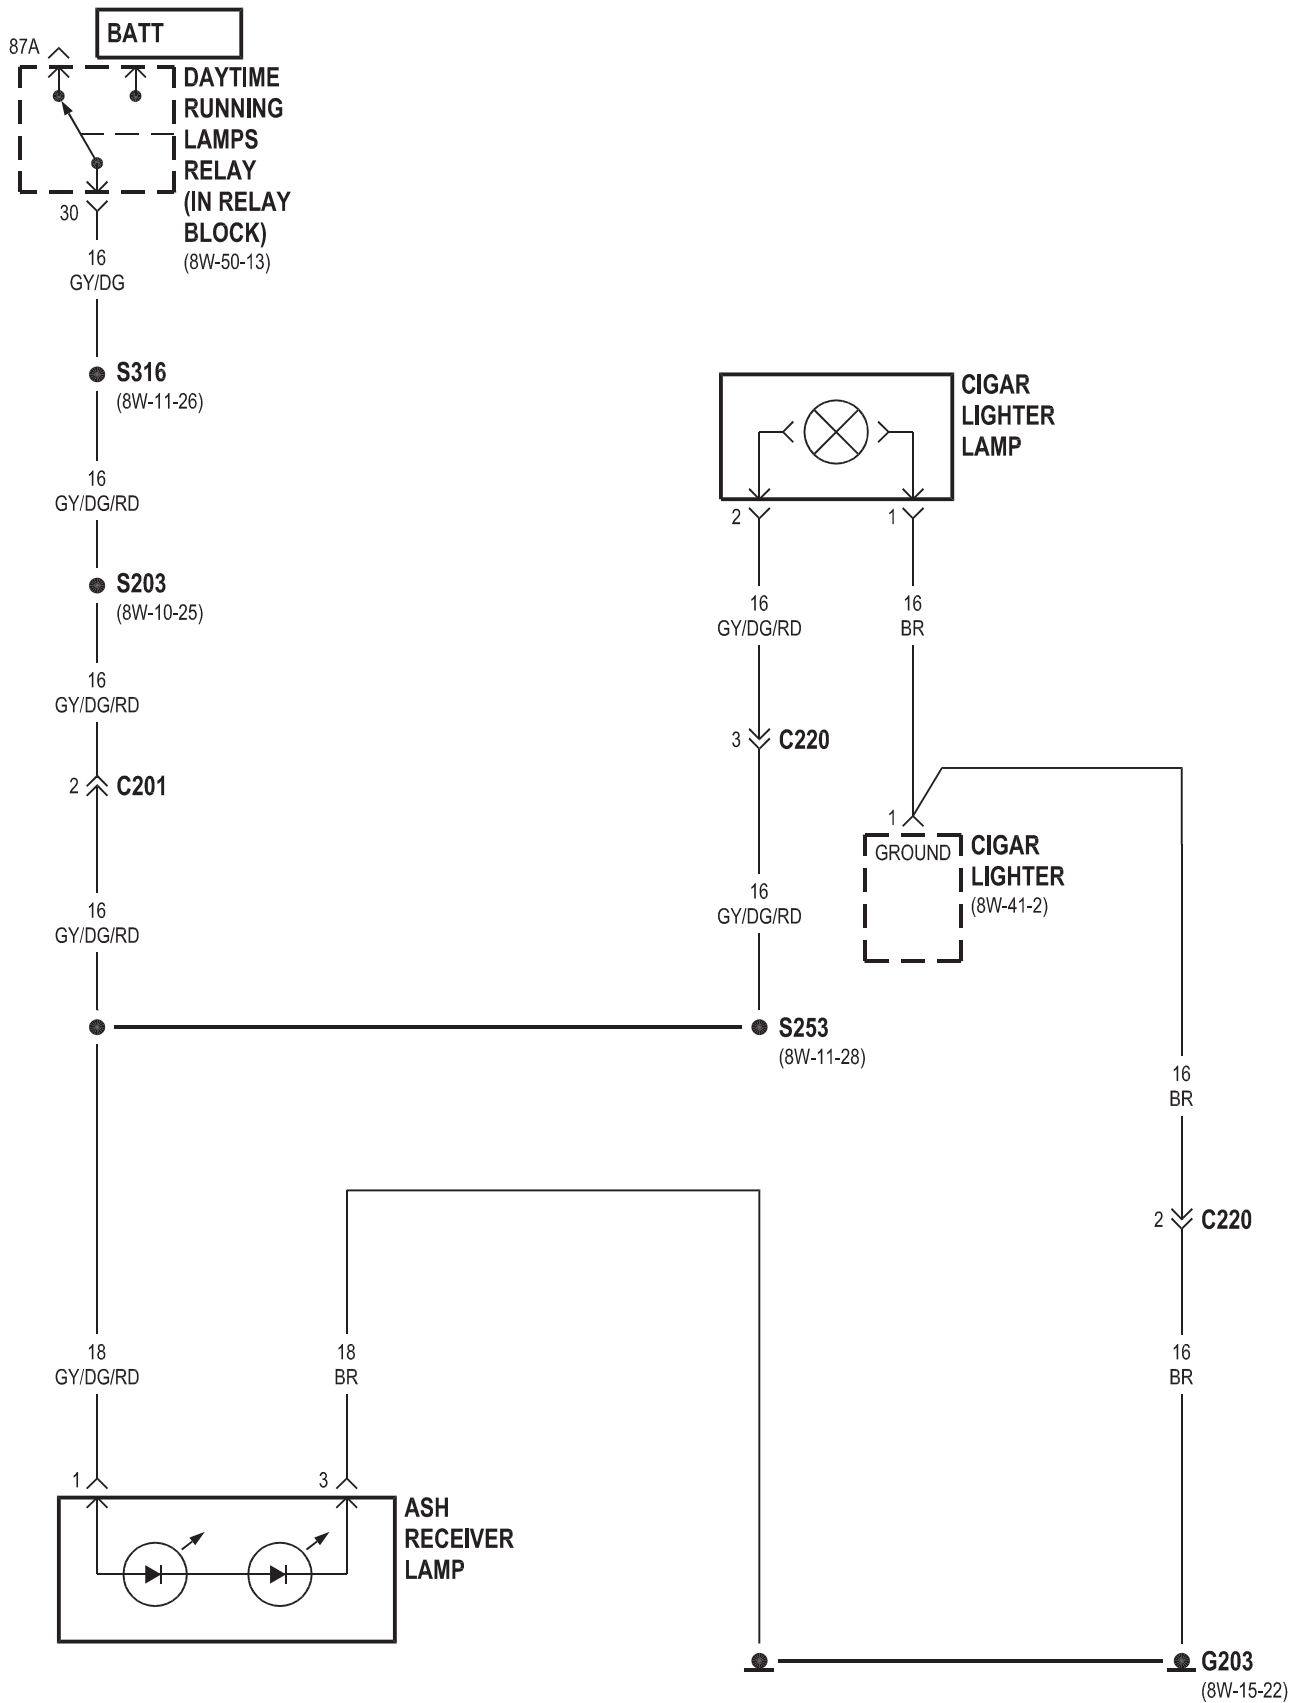 BATT
87A
DAYTIME
RUNNING
LAMPS
RELAY
(IN RELAY
BLOCK)
(8W-50-13)
30
16
GY/DG
S316
(8W-11-26)
16
GY/DG/RD
S203
(8W-10-25)
16
GY/DG/RD
2
C201
16
GY/DG/RD
CIGAR
LIGHTER
LAMP
2
1
16
GY/DG/RD
16
BR
3
C220
1
GROUND
CIGAR
LIGHTER
(8W-41-2)
16
GY/DG/RD
S253
(8W-11-28)
16
BR
2
C220
18
GY/DG/RD
18
BR
16
BR
1
3
ASH
RECEIVER
LAMP
G203
(8W-15-22)